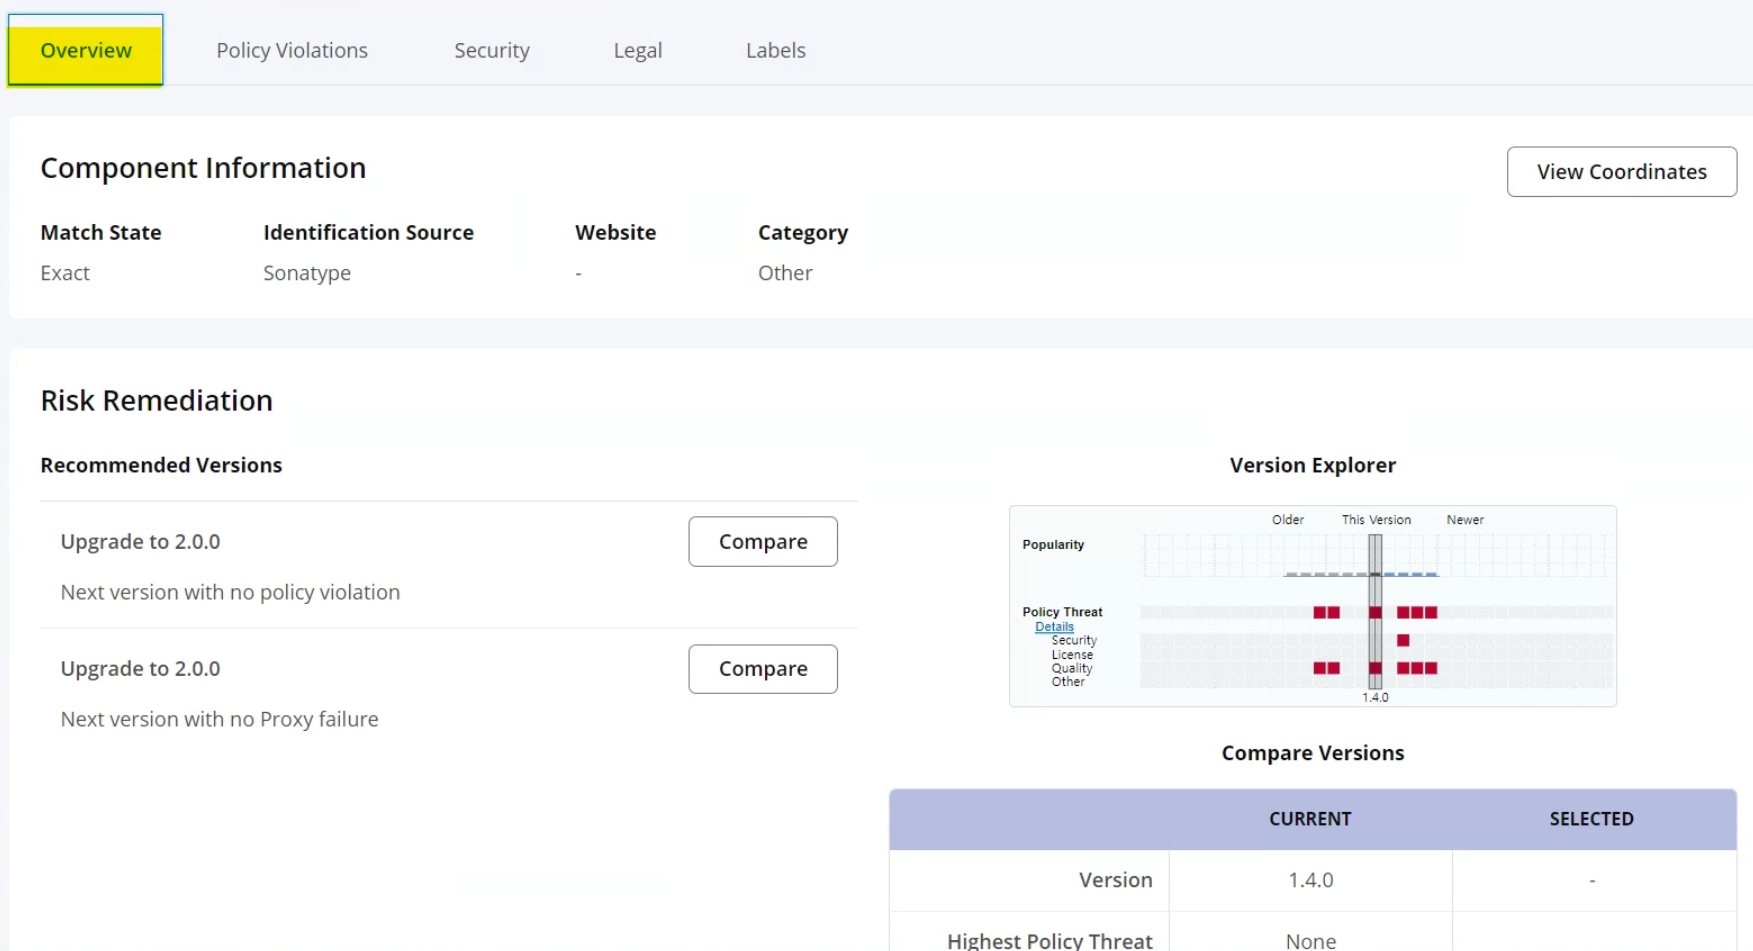 Overview Policy Violations Security Legal Labels
Component Information
View Coordinates
Match State Identification Source Website Category
Exact Sonatype - Other
Risk Remediation
Recommended Versions
Upgrade to 2.0.0 Compare
Next version with no policy violation
Upgrade to 2.0.0 Compare
Next version with no Proxy failure
Version Explorer
Older This Version Newer
Popularity
Policy Threat
Details
Security
License
Quality
Other
1.4.0
Compare Versions
CURRENT SELECTED
Version 1.4.0 -
Highest Policy Threat None